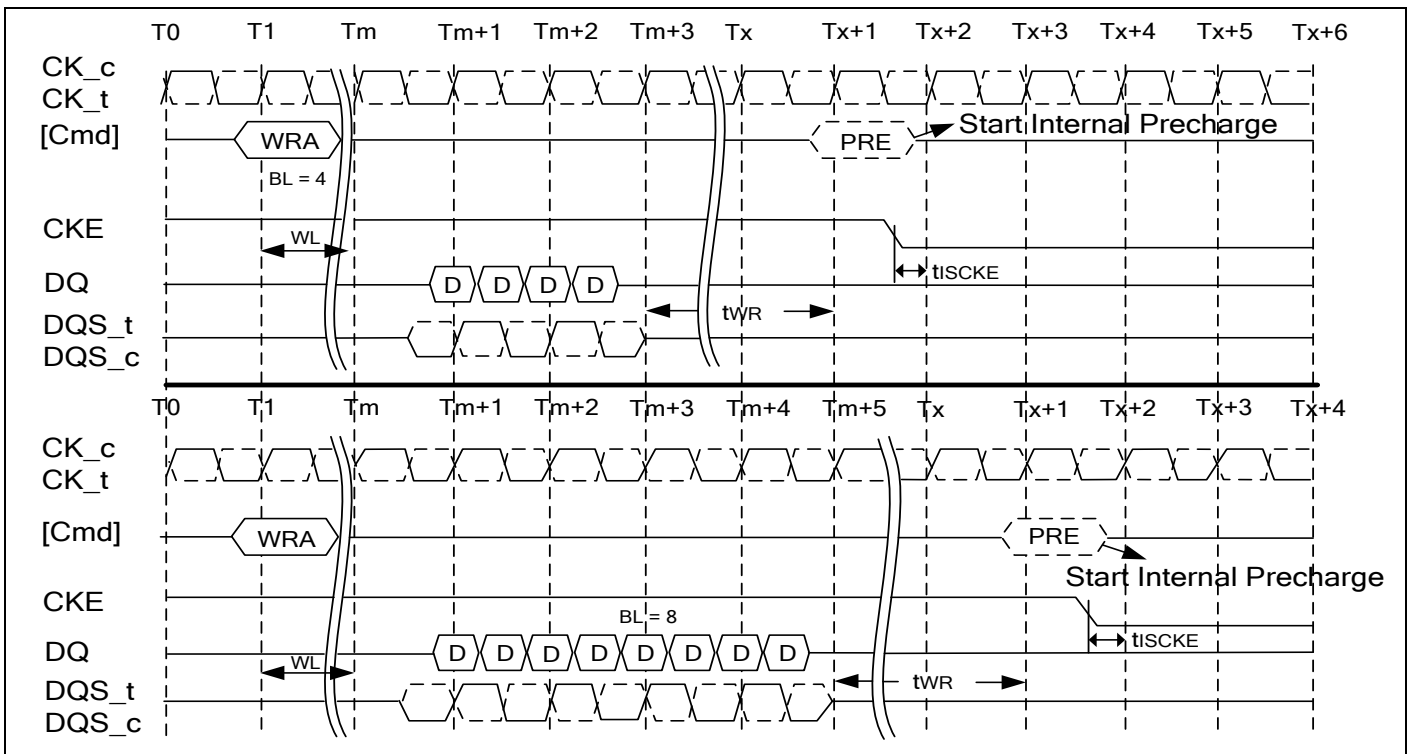 T0 T1 Tm Tm+1 Tm+2 Tm+3 Tx Tx+1 Tx+2 Tx+3 Tx+4 Tx+5 Tx+6
CK_c
CK_t
[Cmd] WRA PRE Start Internal Precharge
BL = 4
CKE
WL
tISCKE
DQ D D D D
tWR
DQS_t
DQS_c
T0 T1 Tm Tm+1 Tm+2 Tm+3 Tm+4 Tm+5 Tx Tx+1 Tx+2 Tx+3 Tx+4
CK_c
CK_t
[Cmd] WRA PRE
Start Internal Precharge
CKE
BL = 8
tISCKE
DQ D D D D D D D D
WL
tWR
DQS_t
DQS_c